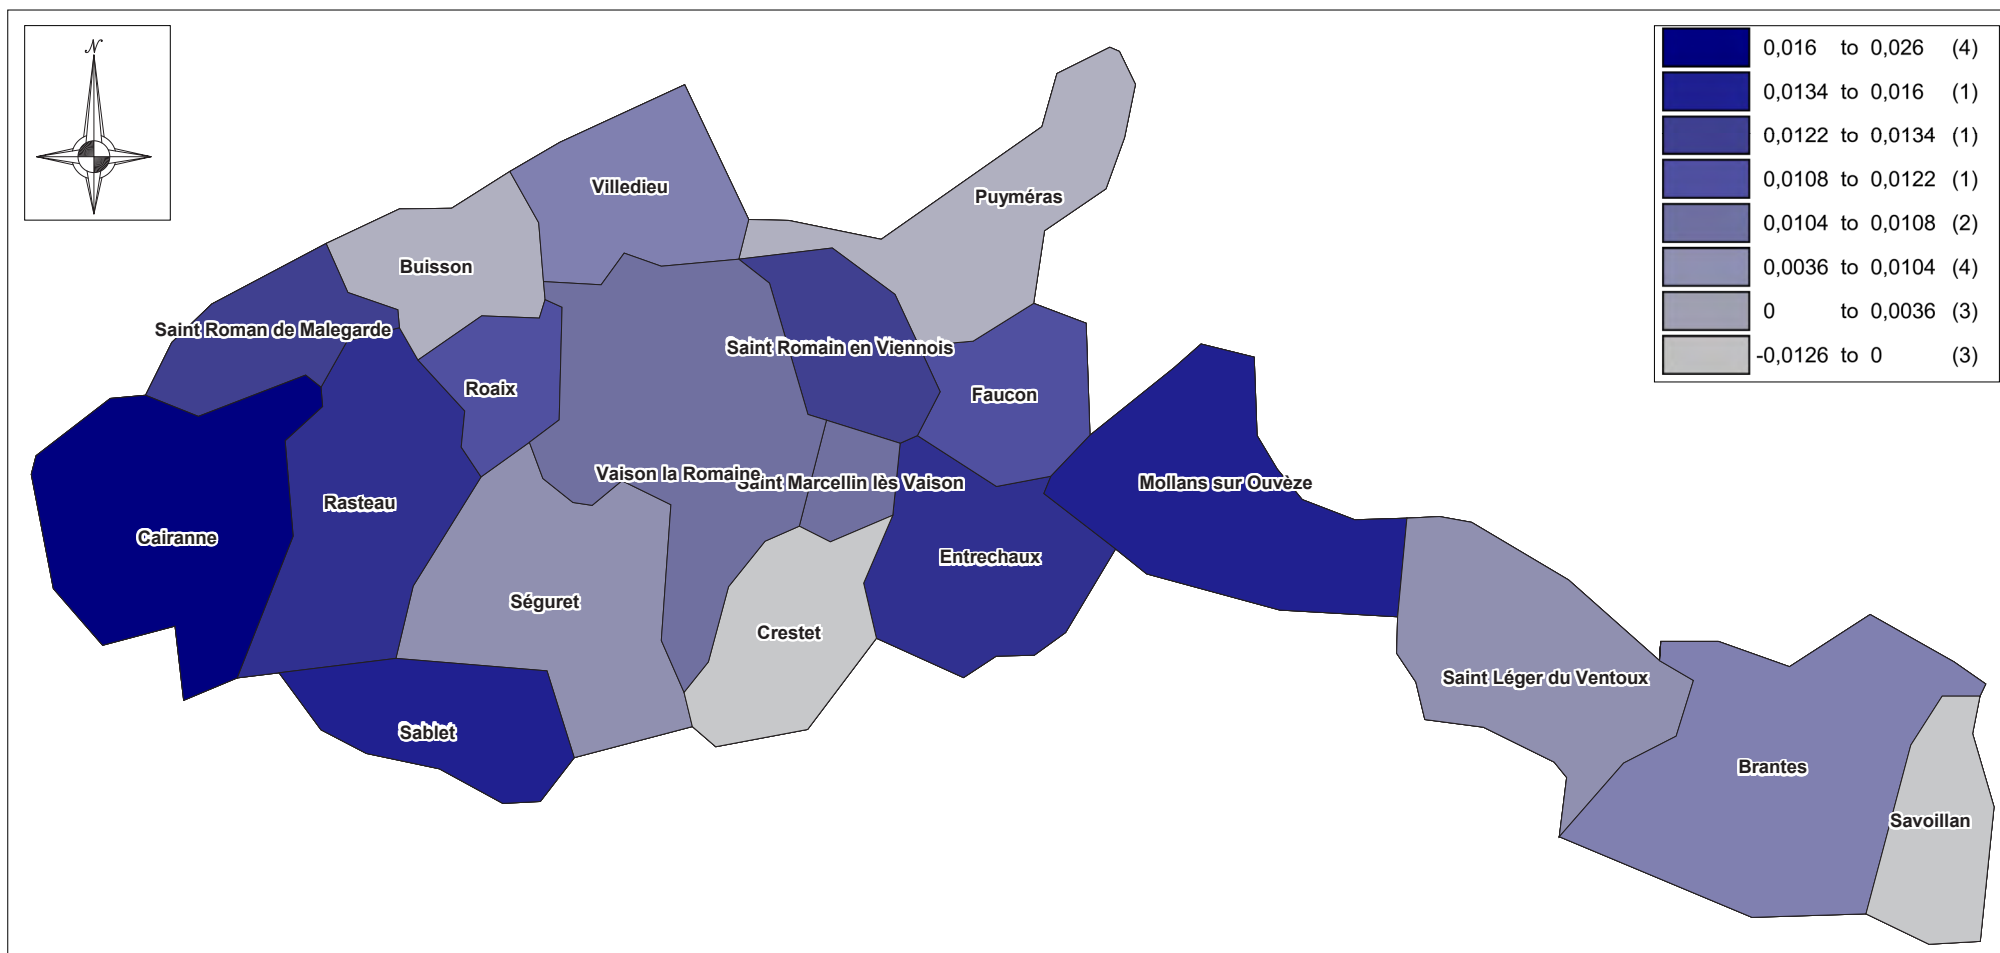 N
0,016 to 0,026 (4)
0,0134 to 0,016 (1)
0,0122 to 0,0134 (1)
0,0108 to 0,0122 (1)
0,0104 to 0,0108 (2)
0,0036 to 0,0104 (4)
0 to 0,0036 (3)
-0,0126 to 0 (3)
Villedieu
Puyméras
Buisson
Saint Roman de Malegarde
Saint Romain en Viennois
Roaix
Faucon
Vaison la Romaine
Saint Marcellin lès Vaison
Mollans sur Ouvèze
Rasteau
Cairanne
Entrechaux
Séguret
Crestet
Saint Léger du Ventoux
Sablet
Brantes
Savoillan